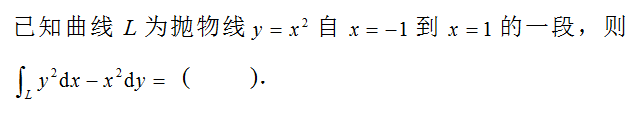 已知曲线 L 为抛物线 y = x² 自 x = −1 到 x = 1 的一段，则
∫_L y²dx − x²dy = (　　).